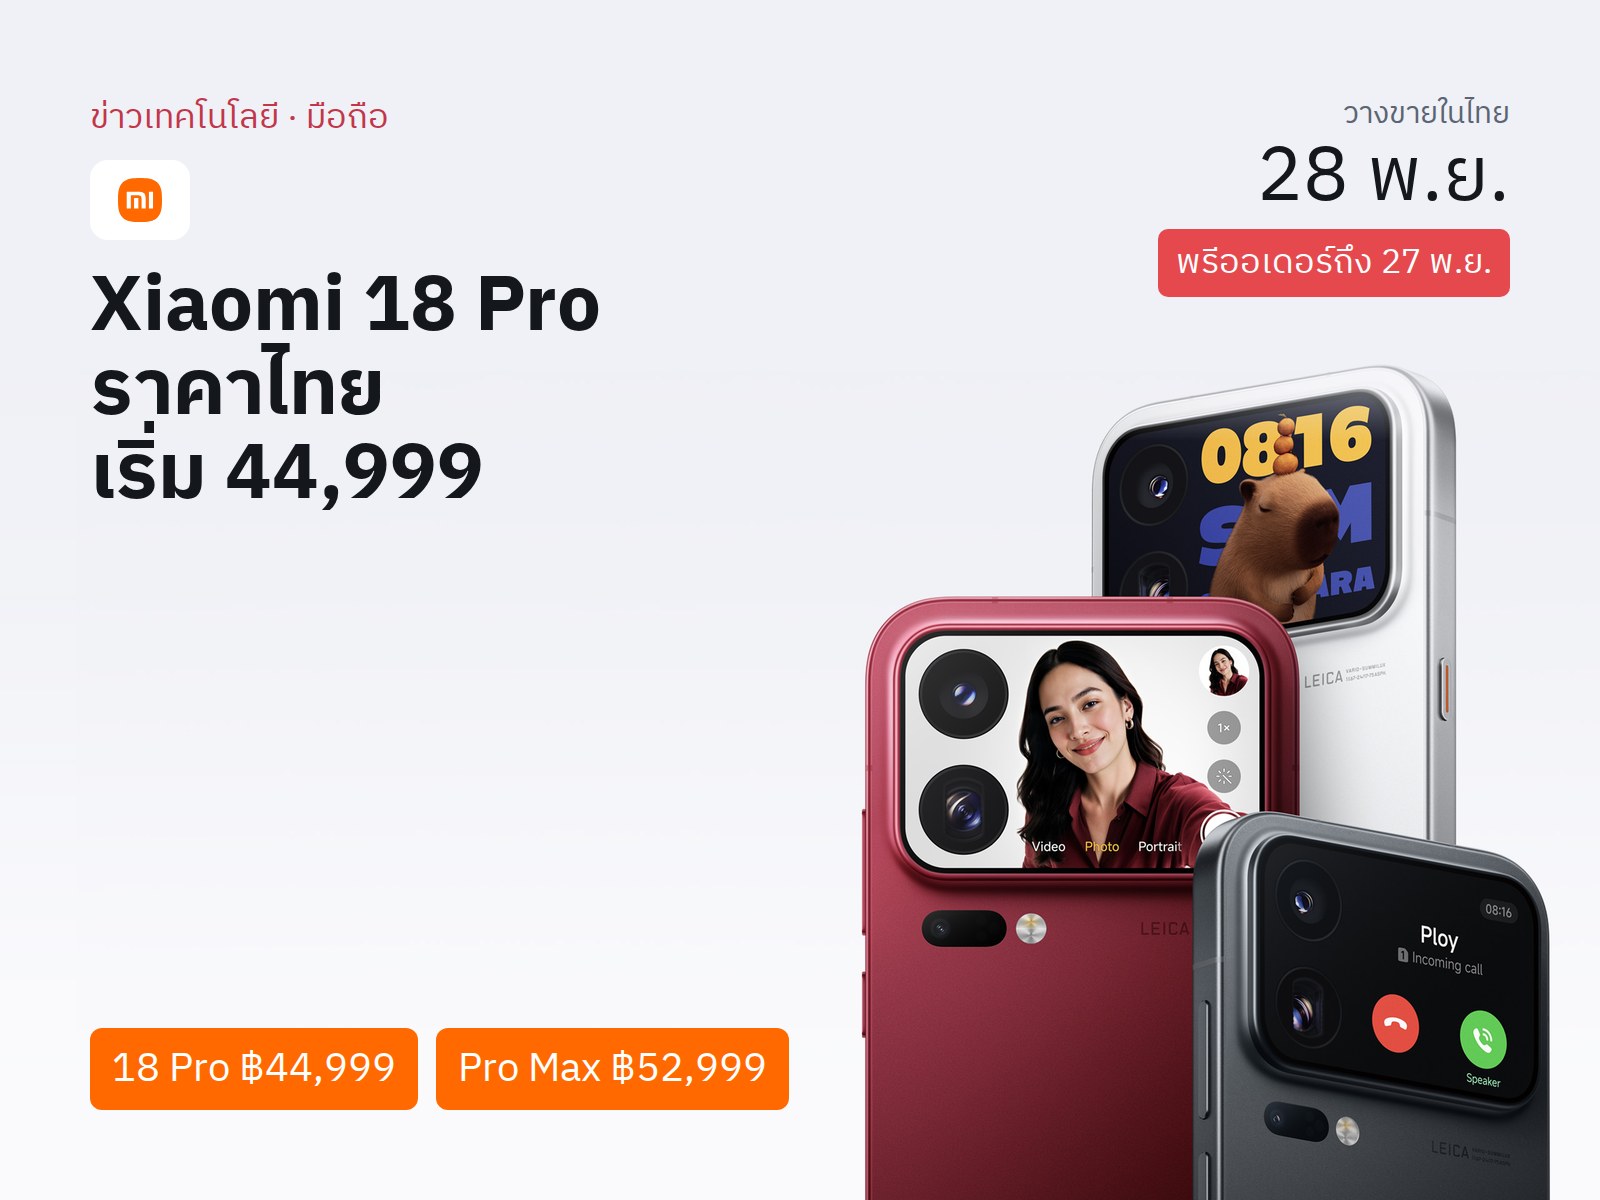 ข่าวเทคโนโลยี · มือถือ
วางขายในไทย
28 พ.ย.
พรีออเดอร์ถึง 27 พ.ย.
Xiaomi 18 Pro
ราคาไทย
เริ่ม 44,999
0816
ARA
LEICA
1×
Video Photo Portrait
LEICA
08:16
Ploy
1 Incoming call
Speaker
LEICA
18 Pro ฿44,999
Pro Max ฿52,999